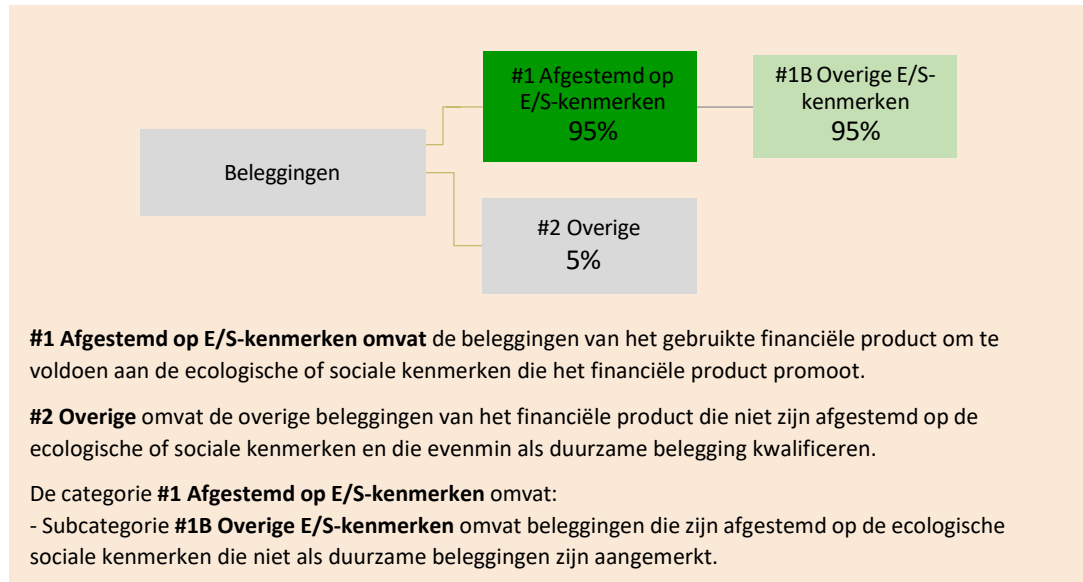 #1 Afgestemd op
E/S-kenmerken
95%
#1B Overige E/S-
kenmerken
95%
Beleggingen
#2 Overige
5%
#1 Afgestemd op E/S-kenmerken omvat de beleggingen van het gebruikte financiële product om te
voldoen aan de ecologische of sociale kenmerken die het financiële product promoot.
#2 Overige omvat de overige beleggingen van het financiële product die niet zijn afgestemd op de
ecologische of sociale kenmerken en die evenmin als duurzame belegging kwalificeren.
De categorie #1 Afgestemd op E/S-kenmerken omvat:
- Subcategorie #1B Overige E/S-kenmerken omvat beleggingen die zijn afgestemd op de ecologische
sociale kenmerken die niet als duurzame beleggingen zijn aangemerkt.